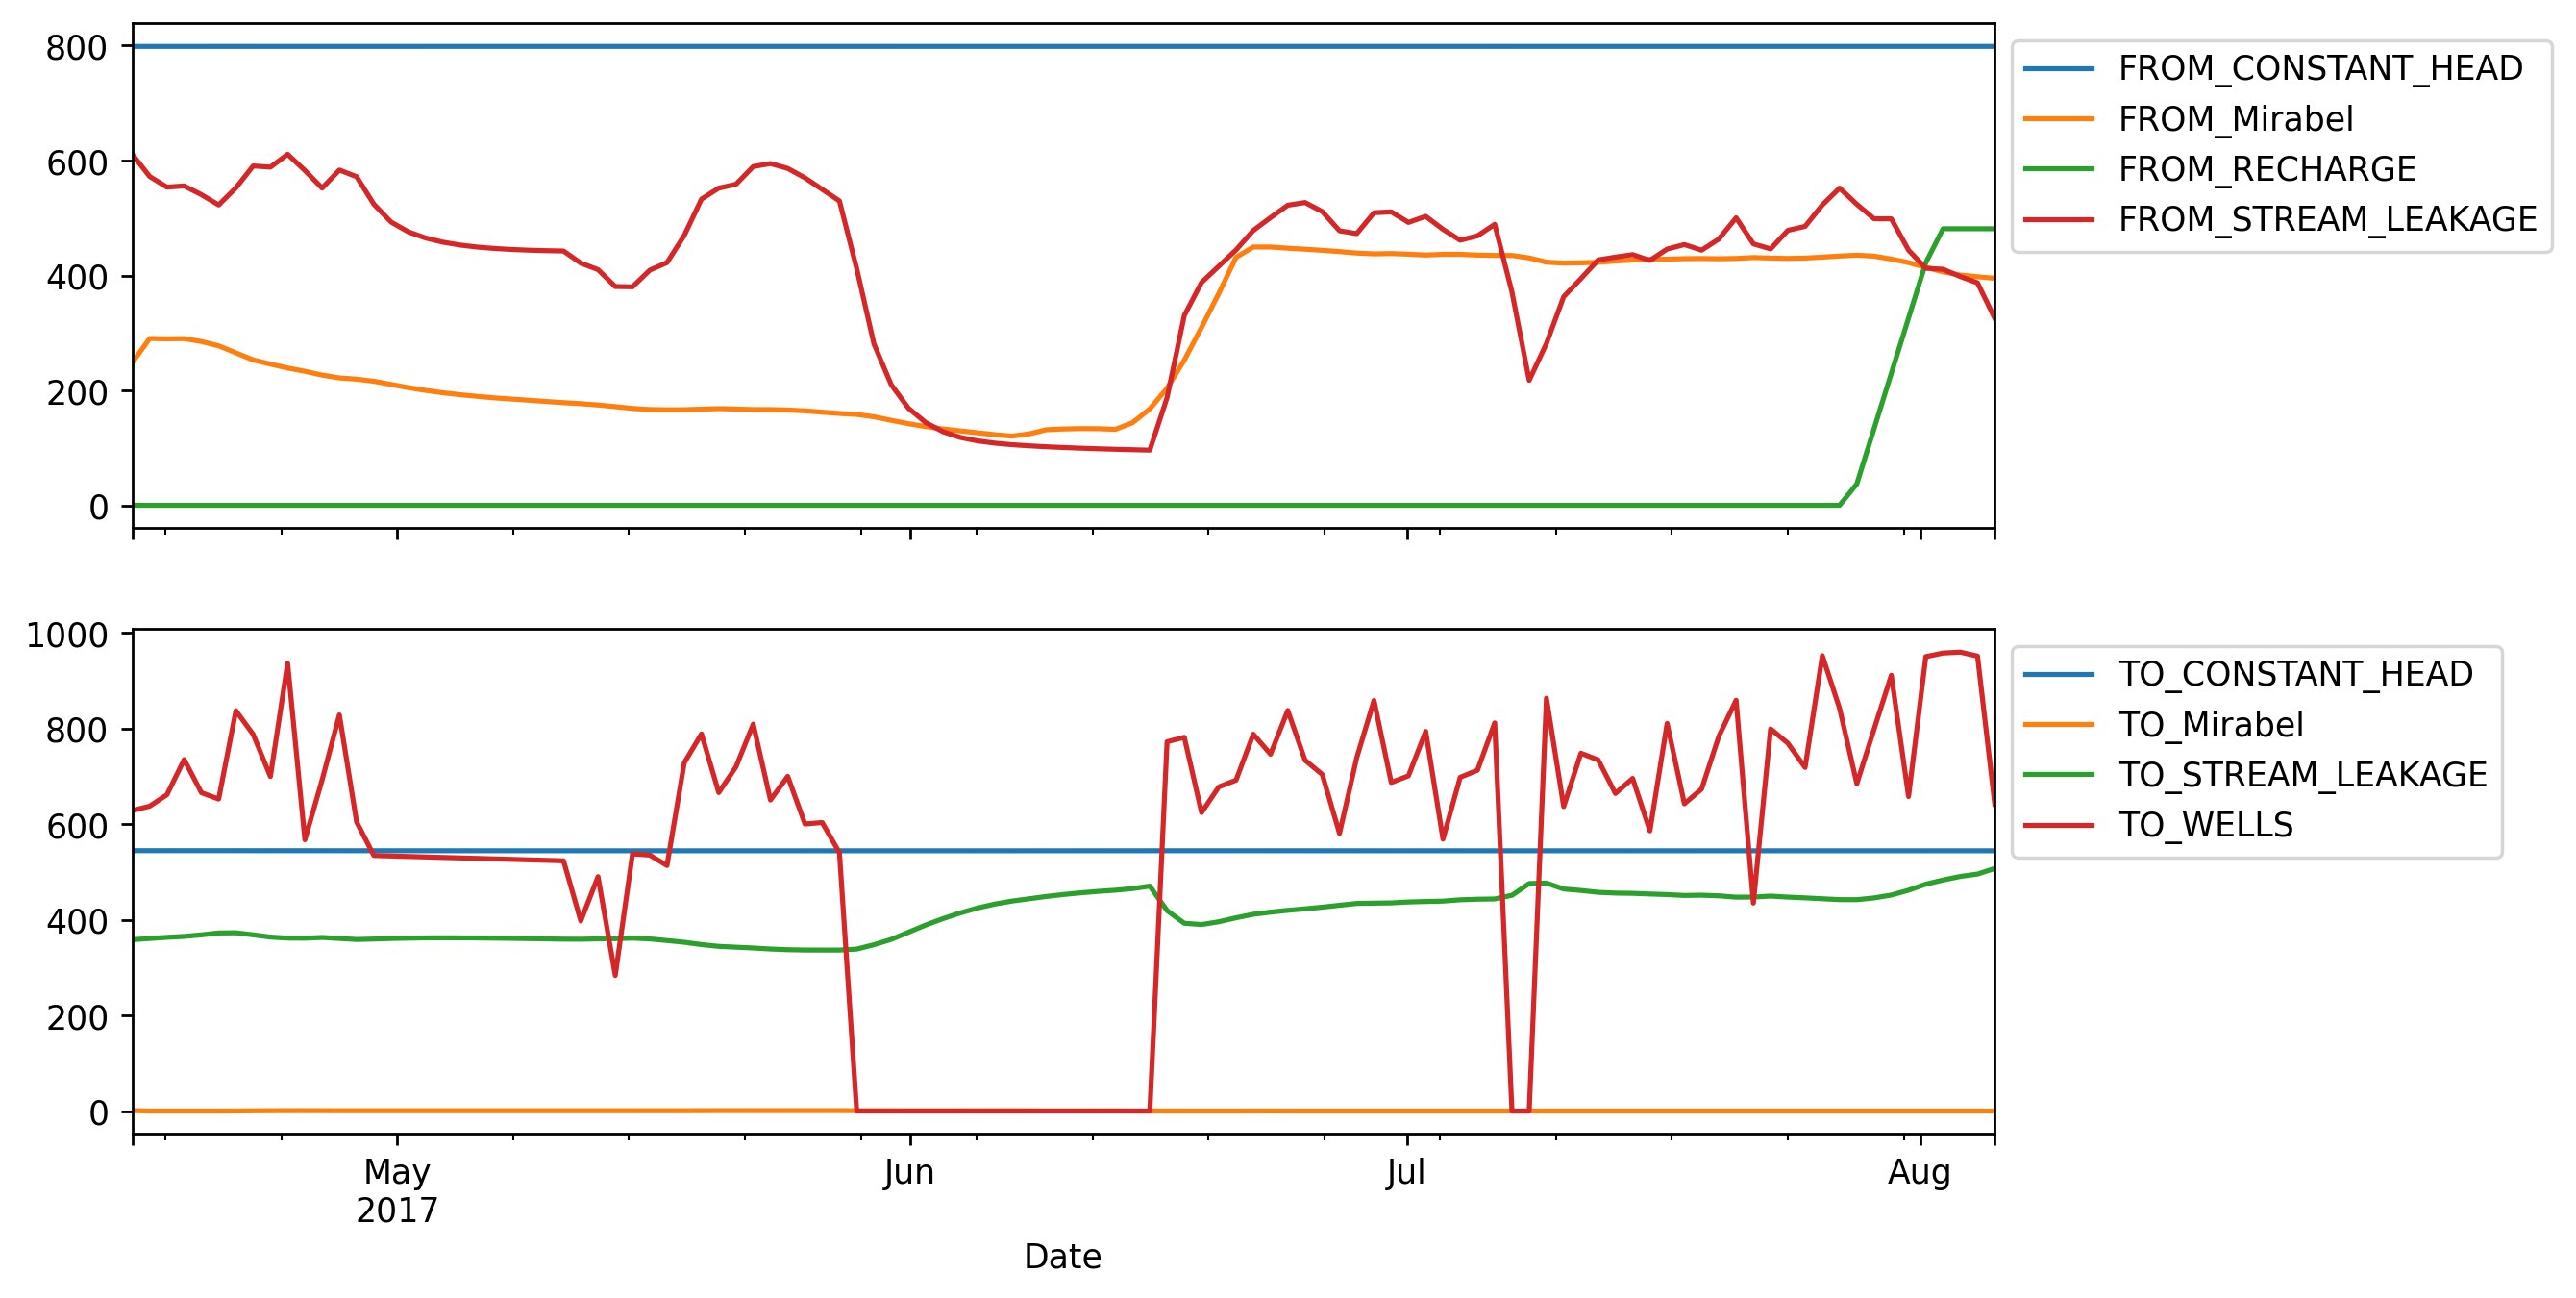 800
600
400
200
0
FROM_CONSTANT_HEAD
FROM_Mirabel
FROM_RECHARGE
FROM_STREAM_LEAKAGE
1000
800
600
400
200
0
TO_CONSTANT_HEAD
TO_Mirabel
TO_STREAM_LEAKAGE
TO_WELLS
May Jun Jul Aug
2017
Date